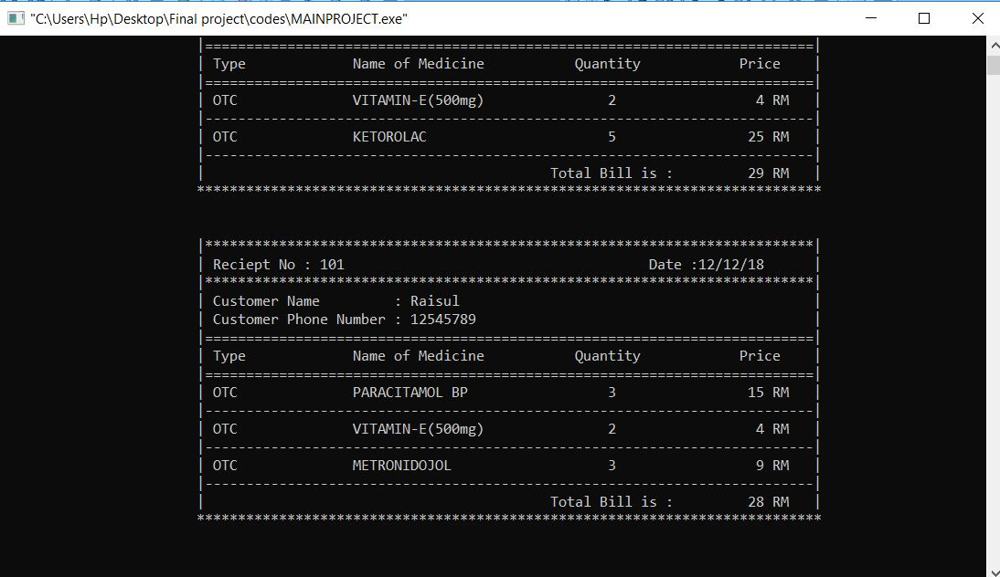 "C:\Users\Hp\Desktop\Final project\codes\MAINPROJECT.exe"
|==========================================================================|
| Type             Name of Medicine           Quantity            Price    |
|==========================================================================|
| OTC              VITAMIN-E(500mg)               2                 4 RM   |
|--------------------------------------------------------------------------|
| OTC              KETOROLAC                      5                25 RM   |
|--------------------------------------------------------------------------|
|                                          Total Bill is :         29 RM   |
****************************************************************************
|**************************************************************************|
| Reciept No : 101                                     Date :12/12/18      |
|**************************************************************************|
| Customer Name         : Raisul                                           |
| Customer Phone Number : 12545789                                         |
|==========================================================================|
| Type             Name of Medicine           Quantity            Price    |
|==========================================================================|
| OTC              PARACITAMOL BP                 3                15 RM   |
|--------------------------------------------------------------------------|
| OTC              VITAMIN-E(500mg)               2                 4 RM   |
|--------------------------------------------------------------------------|
| OTC              METRONIDOJOL                   3                 9 RM   |
|--------------------------------------------------------------------------|
|                                          Total Bill is :         28 RM   |
****************************************************************************